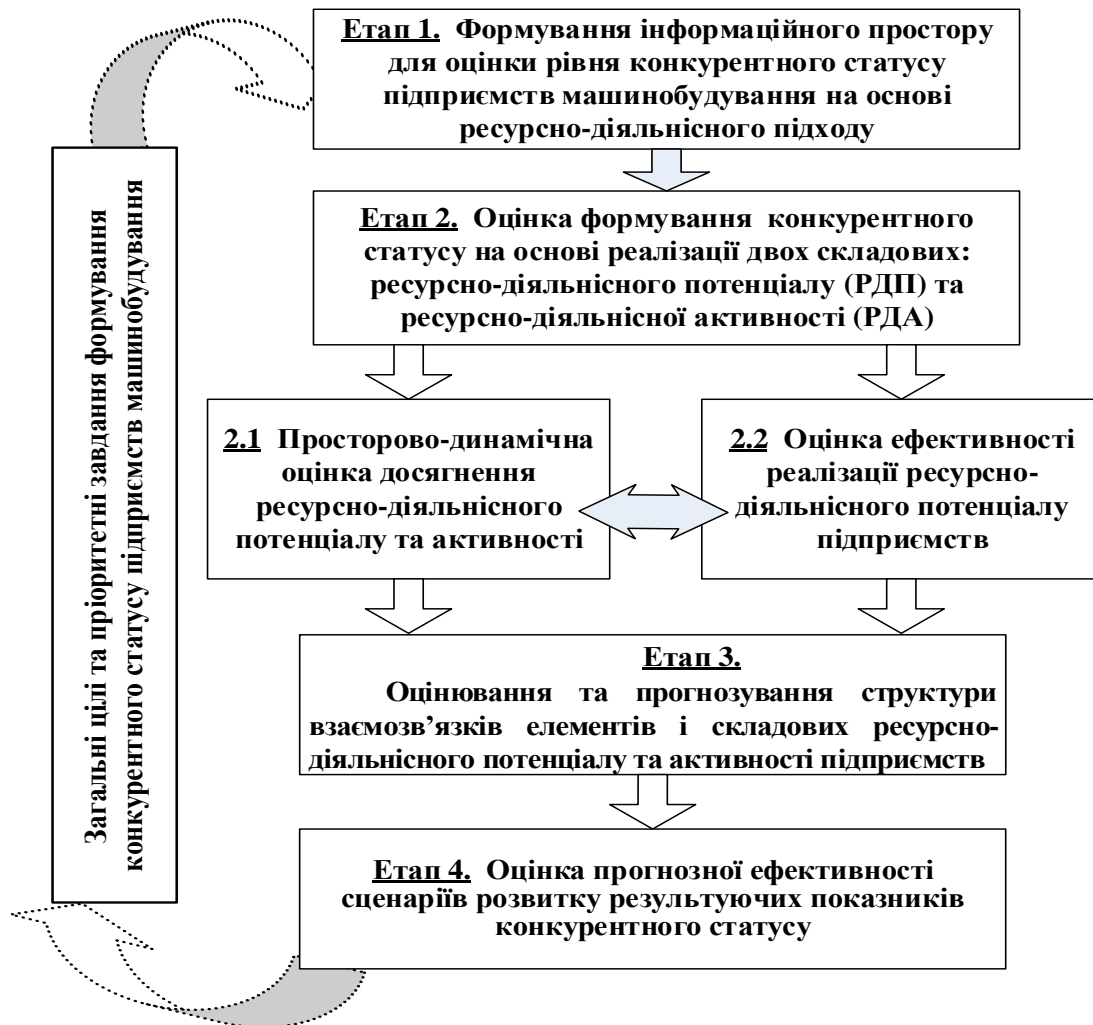 Етап 1. Формування інформаційного простору
для оцінки рівня конкурентного статусу
підприємств машинобудування на основі
ресурсно-діяльнісного підходу
Загальні цілі та пріоритетні завдання формування
конкурентного статусу підприємств машинобудування
Етап 2. Оцінка формування конкурентного
статусу на основі реалізації двох складових:
ресурсно-діяльнісного потенціалу (РДП) та
ресурсно-діяльнісної активності (РДА)
2.1 Просторово-динамічна
оцінка досягнення
ресурсно-діяльнісного
потенціалу та активності
2.2 Оцінка ефективності
реалізації ресурсно-
діяльнісного потенціалу
підприємств
Етап 3.
Оцінювання та прогнозування структури
взаємозв’язків елементів і складових ресурсно-
діяльнісного потенціалу та активності підприємств
Етап 4. Оцінка прогнозної ефективності
сценаріїв розвитку результуючих показників
конкурентного статусу